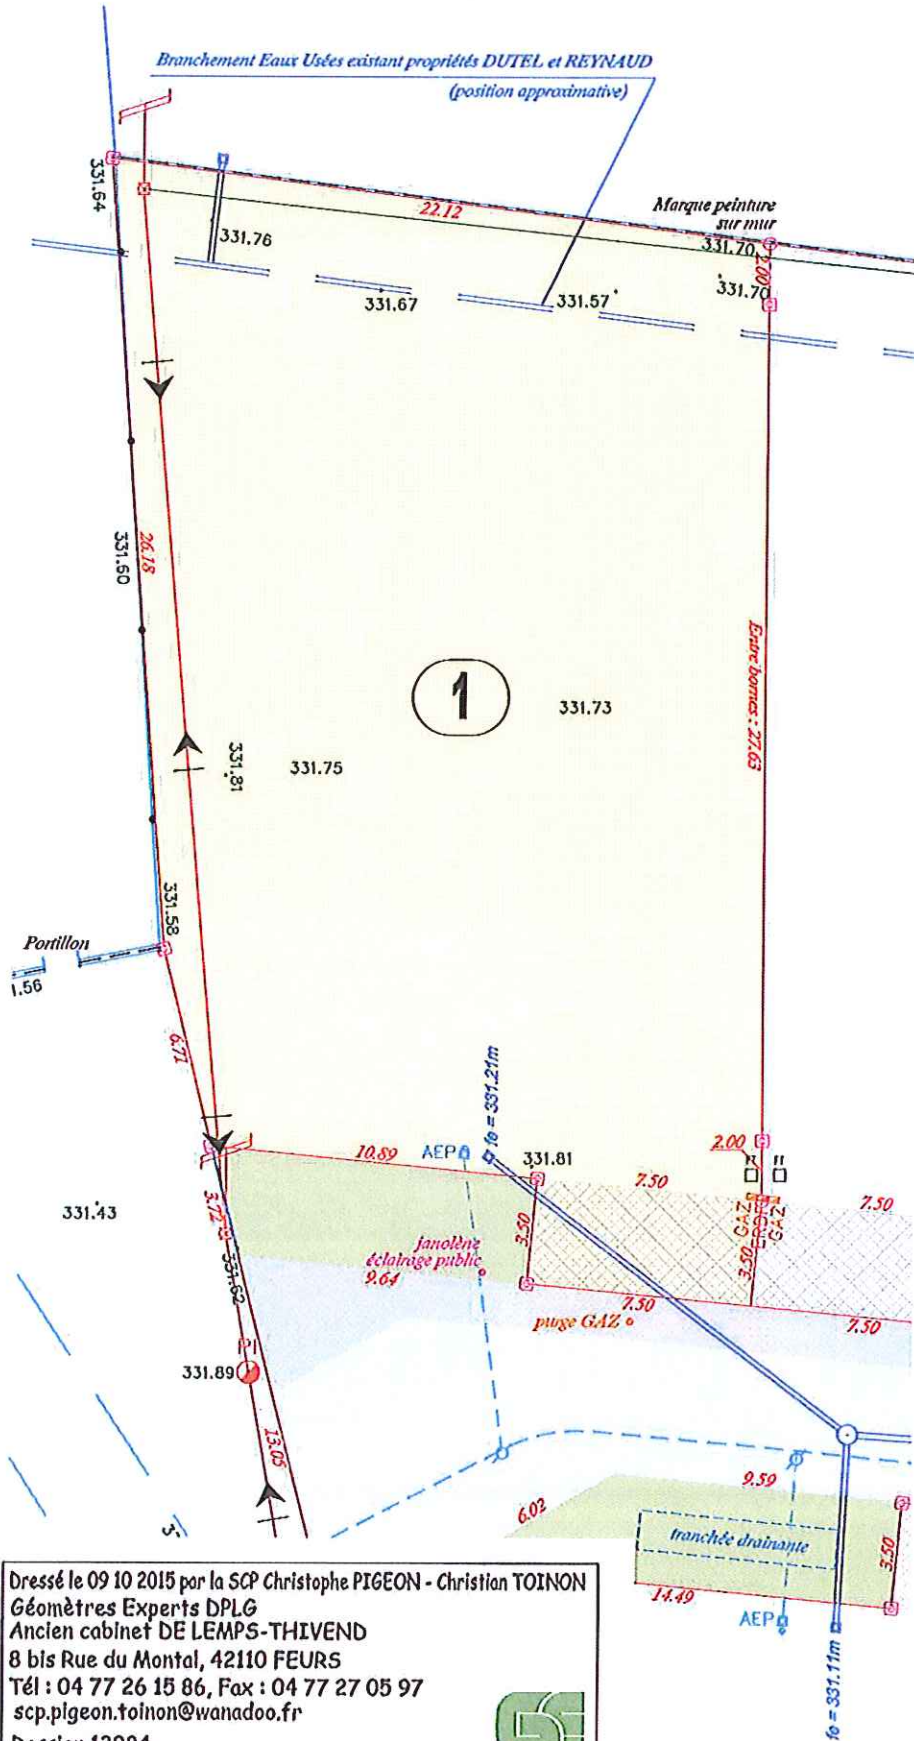 Branchement Eaux Usées existant propriétés DUTEL et REYNAUD
(position approximative)
331.64
22.12
Marque peinture
sur mur
331.76
331.70
2.00
331.70
331.67
331.57
26.18
331.60
Entre bornes : 27.63
1
331.73
331.81
331.75
331.58
Portillon
1.56
6.71
fe = 331.21m
10.89
AEP
331.81
2.00
7.50
7.50
331.43
3.72
3.50
GAZ
GAZ
3.50
janolène
éclairage public
9.64
331.62
7.50
purge GAZ
7.50
331.89
13.05
9.59
6.02
tranchée drainante
3.50
14.49
AEP
fe = 331.11m
Dressé le 09 10 2015 par la SCP Christophe PIGEON - Christian TOINON
Géomètres Experts DPLG
Ancien cabinet DE LEMPS-THIVEND
8 bis Rue du Montal, 42110 FEURS
Tél : 04 77 26 15 86, Fax : 04 77 27 05 97
scp.pigeon.toinon@wanadoo.fr